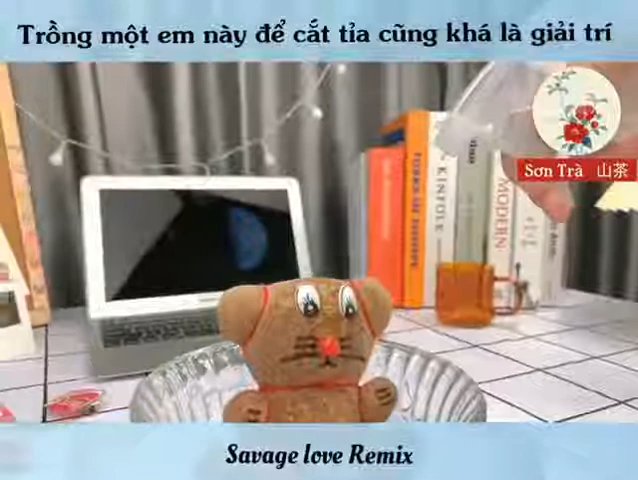 Trồng một em này để cắt tỉa cũng khá là giải trí
Sơn Trà 山茶
KINFOLK
MODERN
Savage love Remix